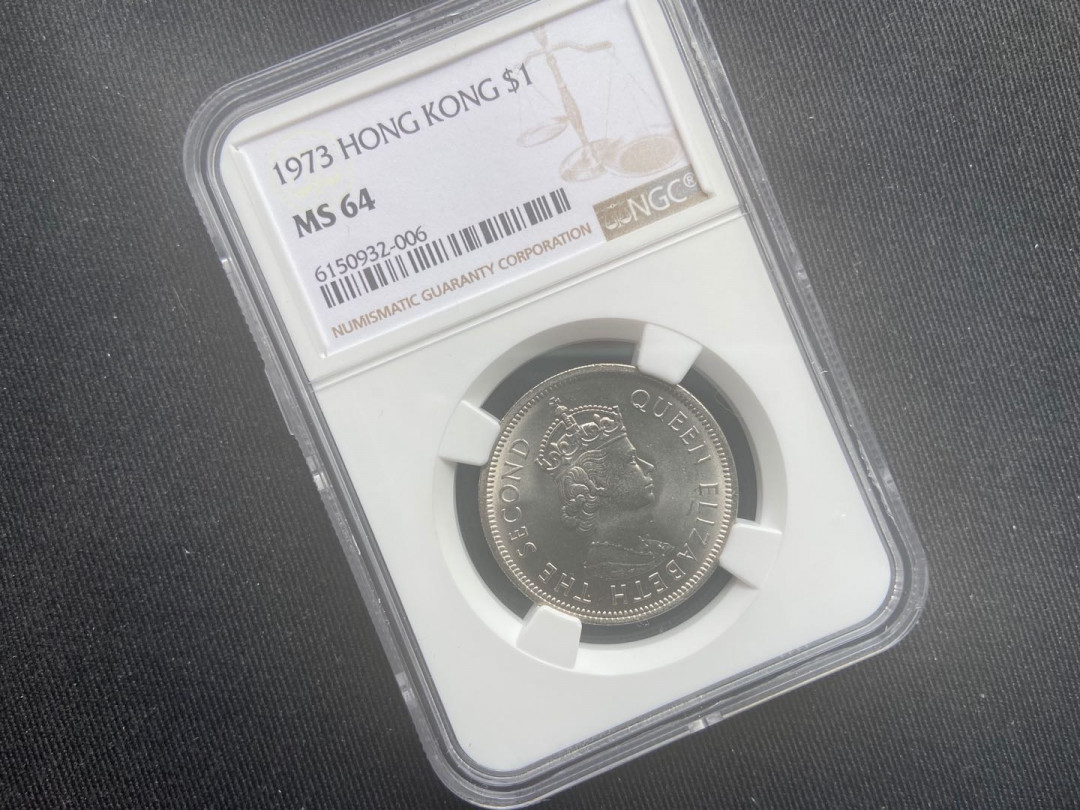 1973 HONG KONG $1
MS 64
6150932-006
NUMISMATIC GUARANTY CORPORATION
NGC®
QUEEN ELIZABETH THE SECOND